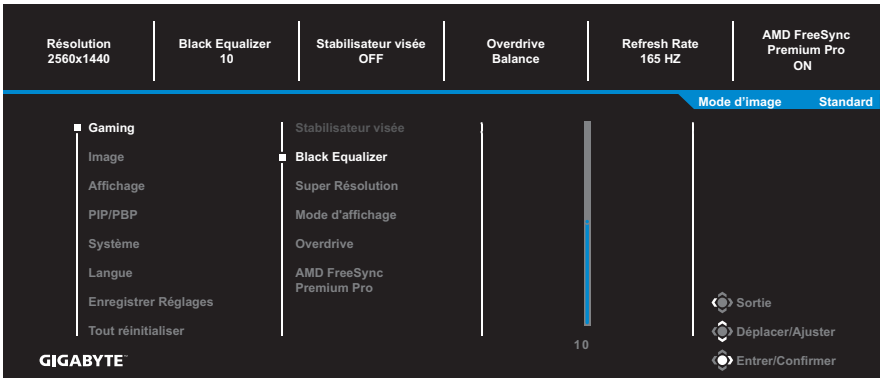 Résolution
2560x1440
Black Equalizer
10
Stabilisateur visée
OFF
Overdrive
Balance
Refresh Rate
165 HZ
AMD FreeSync
Premium Pro
ON
Mode d'image Standard
Gaming
Image
Affichage
PIP/PBP
Système
Langue
Enregistrer Réglages
Tout réinitialiser
Stabilisateur visée
Black Equalizer
Super Résolution
Mode d'affichage
Overdrive
AMD FreeSync
Premium Pro
10
Sortie
Déplacer/Ajuster
Entrer/Confirmer
GIGABYTE™